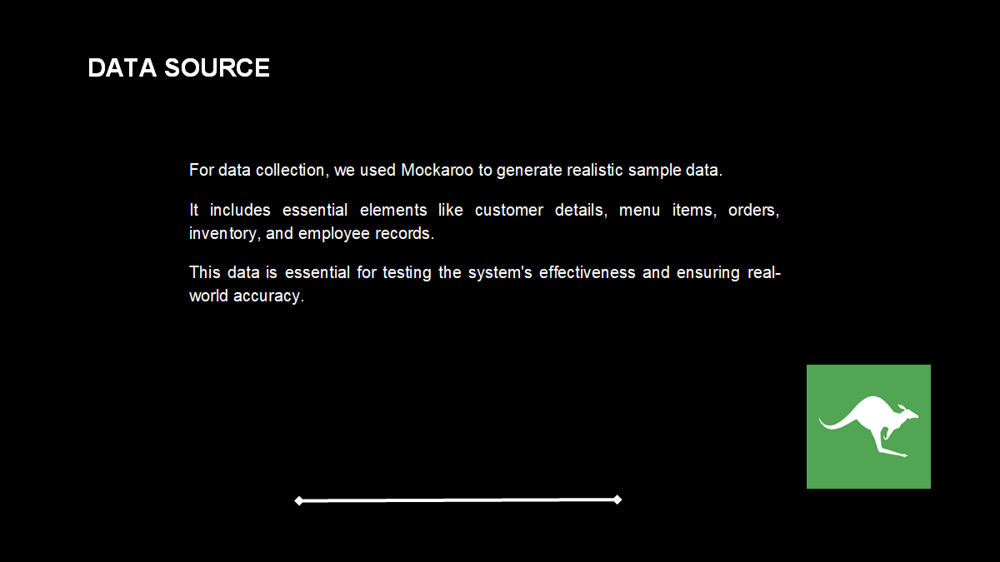 DATA SOURCE
For data collection, we used Mockaroo to generate realistic sample data.
It includes essential elements like customer details, menu items, orders,
inventory, and employee records.
This data is essential for testing the system's effectiveness and ensuring real-
world accuracy.